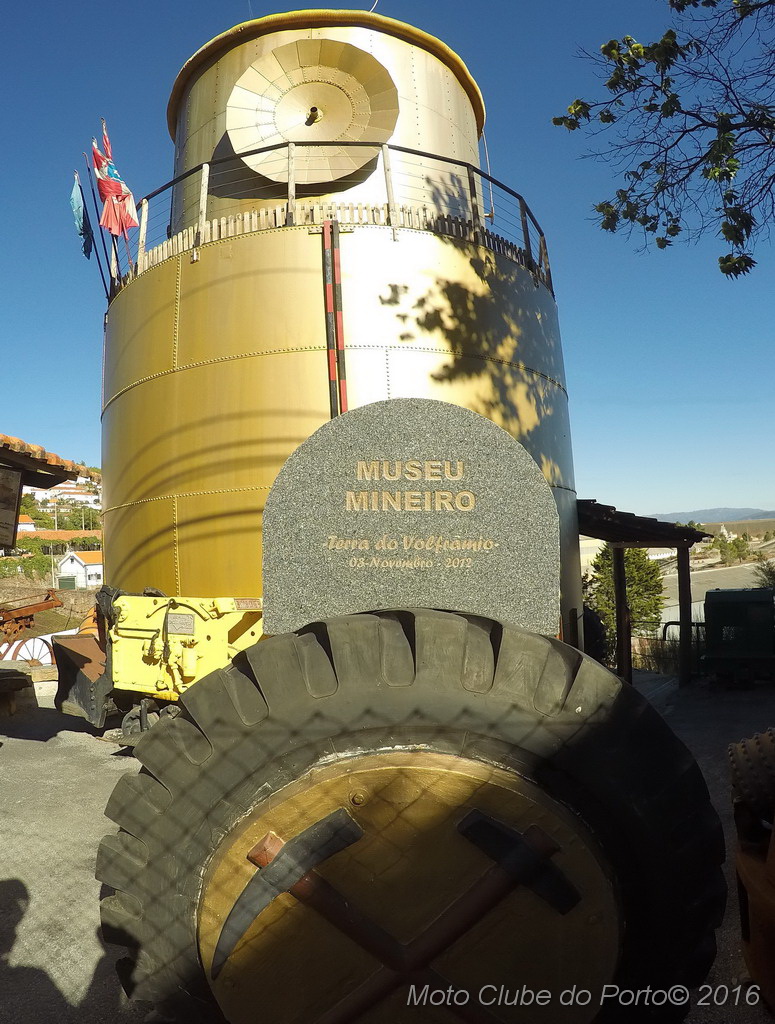 MUSEU
MINEIRO
Terra do Volfrâmio
03-Novembro - 2012
Moto Clube do Porto© 2016